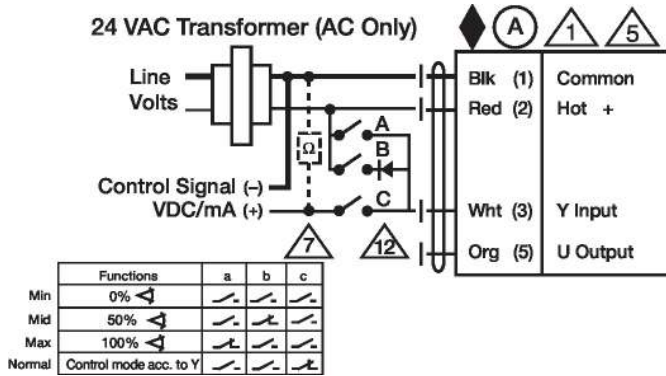 24 VAC Transformer (AC Only)
A 1 5
Line
Volts
Blk (1) Common
Red (2) Hot +
A
B
Ω
Control Signal (–)
VDC/mA (+)
C
Wht (3) Y Input
7 12
Org (5) U Output
Functions a b c
Min 0%
Mid 50%
Max 100%
Normal Control mode acc. to Y